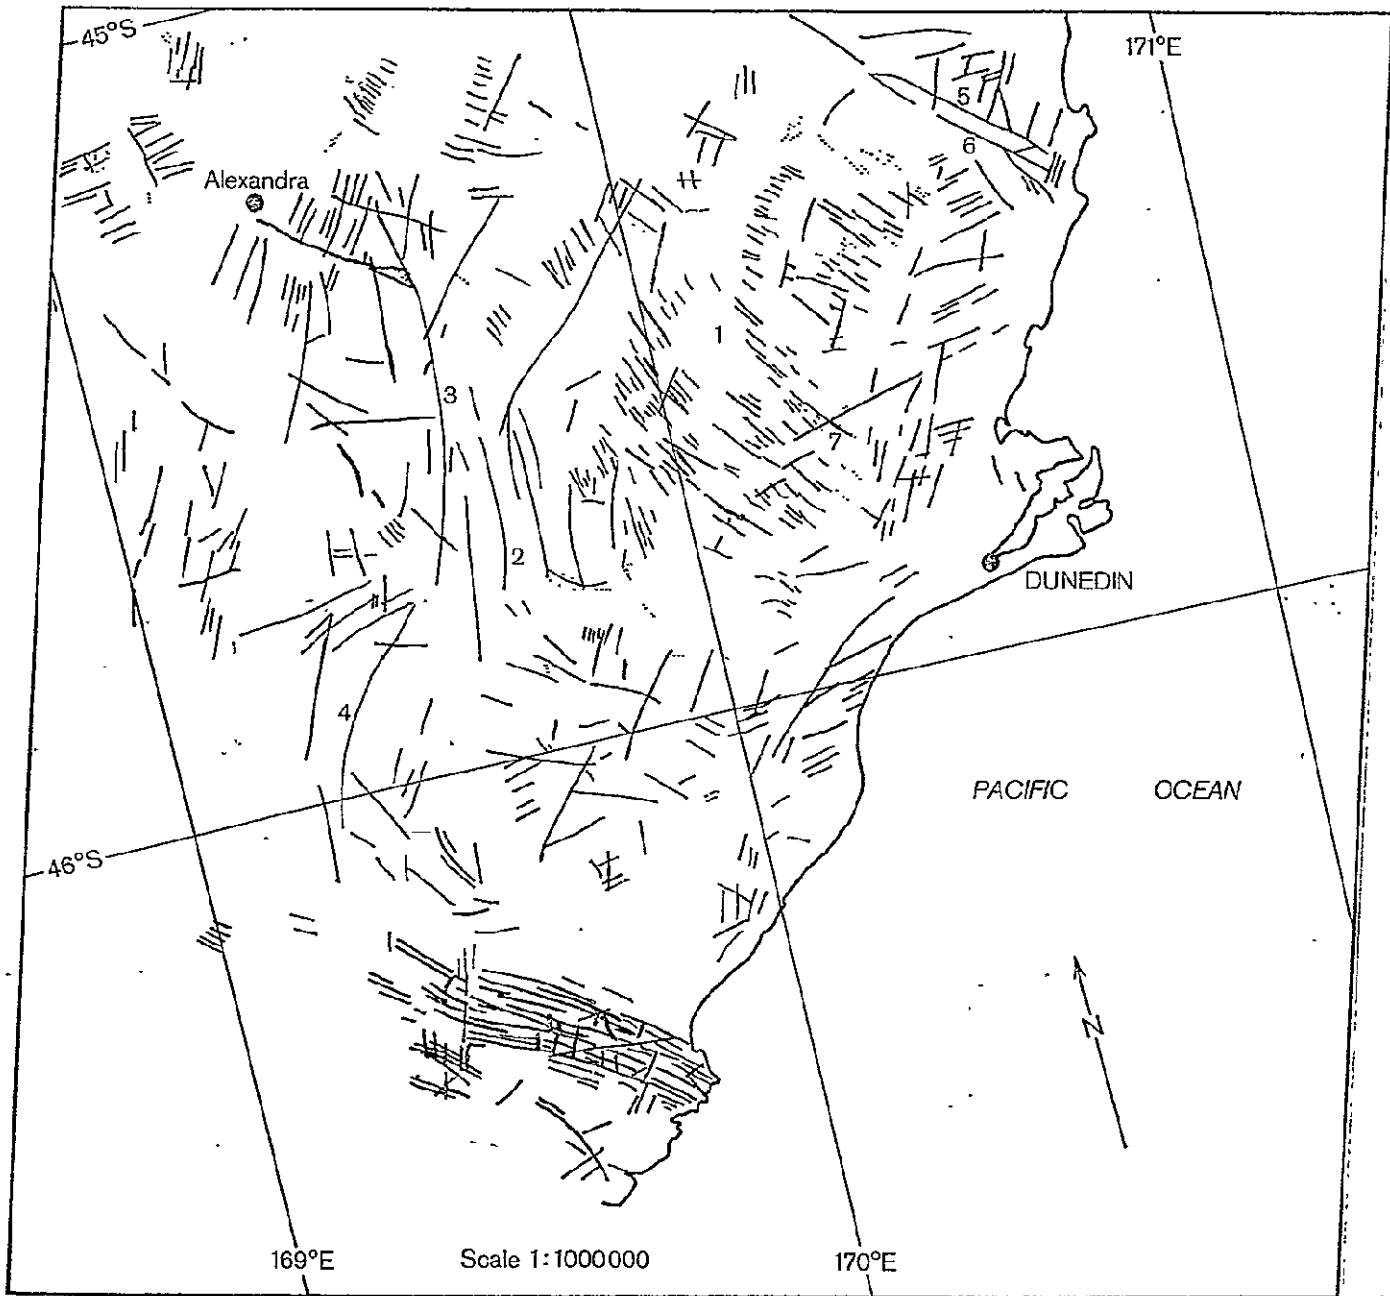 45°S
171°E
5
6
Alexandra
1
3
7
2
DUNEDIN
4
PACIFIC OCEAN
46°S
N
169°E
Scale 1:1000000
170°E